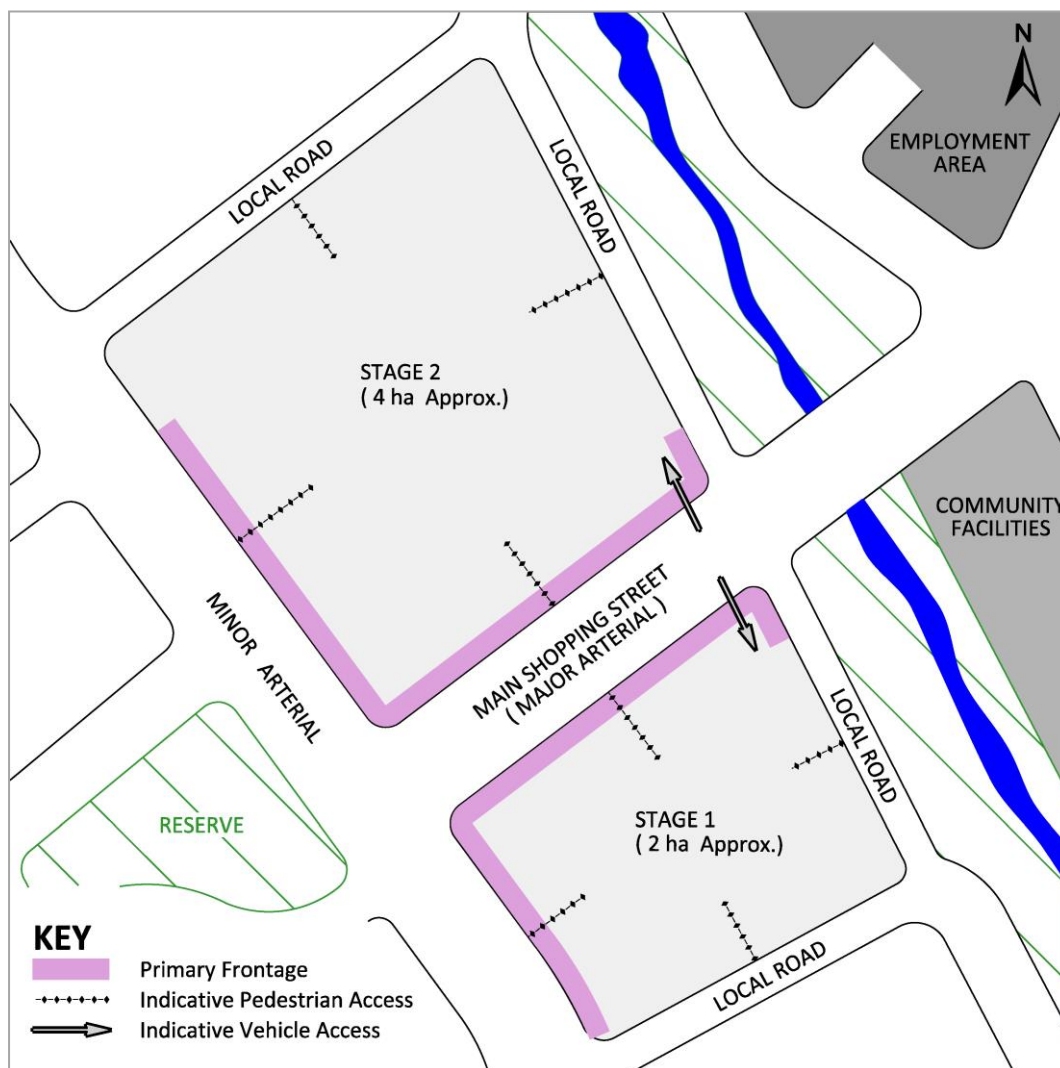 N
EMPLOYMENT
AREA
LOCAL ROAD
LOCAL ROAD
STAGE 2
( 4 ha Approx.)
COMMUNITY
FACILITIES
MINOR ARTERIAL
MAIN SHOPPING STREET
( MAJOR ARTERIAL )
LOCAL ROAD
RESERVE
STAGE 1
( 2 ha Approx.)
LOCAL ROAD
KEY
Primary Frontage
Indicative Pedestrian Access
Indicative Vehicle Access